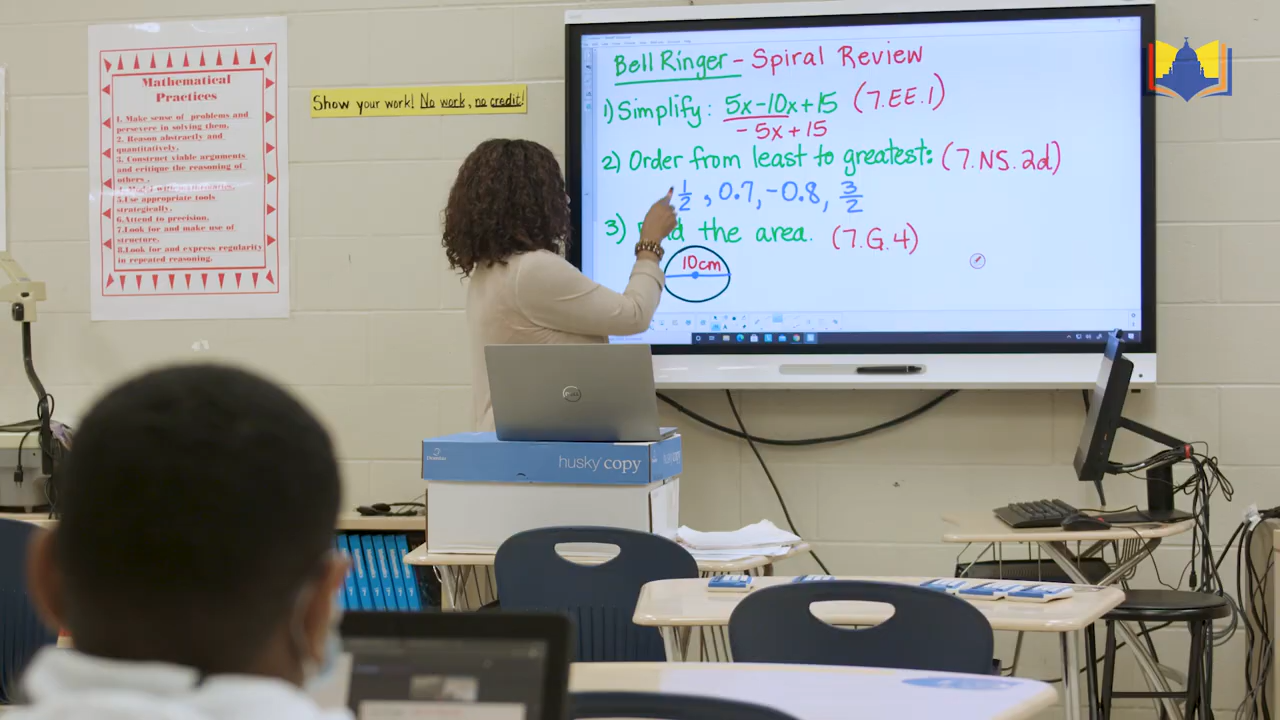 Mathematical
Practices
1. Make sense of problems and
persevere in solving them.
2. Reason abstractly and
quantitatively.
3. Construct viable arguments
and critique the reasoning of
others .
4. Model with mathematics.
5.Use appropriate tools
strategically.
6.Attend to precision.
7.Look for and make use of
structure.
8.Look for and express regularity
in repeated reasoning.
Show your work! No work, no credit!
Bell Ringer - Spiral Review
1) Simplify: 5x-10x+15 (7.EE.1)
-5x+15
2) Order from least to greatest: (7.NS.2d)
1/2, 0.7, -0.8, 3/2
3) the area. (7.G.4)
10cm
DELL
husky copy